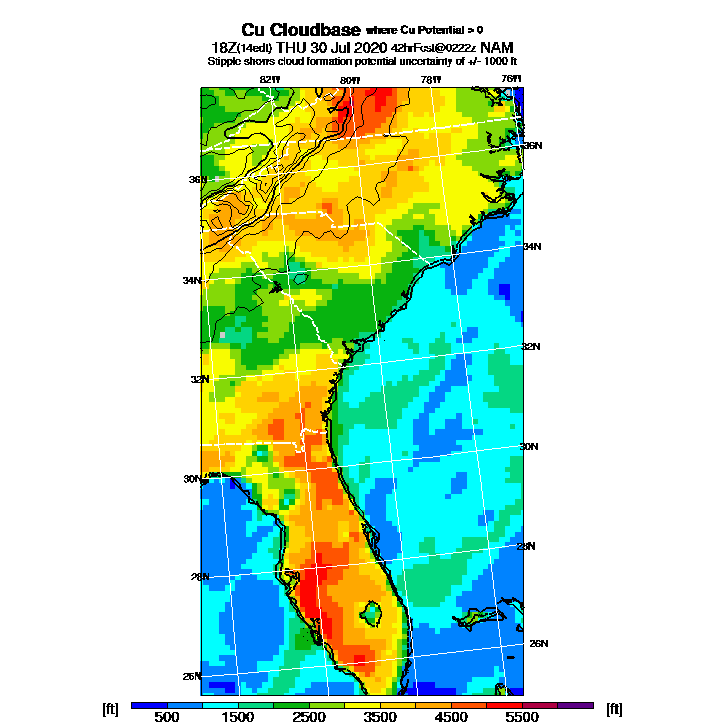 Cu Cloudbase where Cu Potential > 0
18Z(14edt) THU 30 Jul 2020 42hrFcst@0222z NAM
Stipple shows cloud formation potential uncertainty of +/- 1000 ft
82W 80W 78W 76W
36N
36N
34N
34N
32N
32N
30N
30N
28N
28N
26N
26N
[ft] 500 1500 2500 3500 4500 5500 [ft]